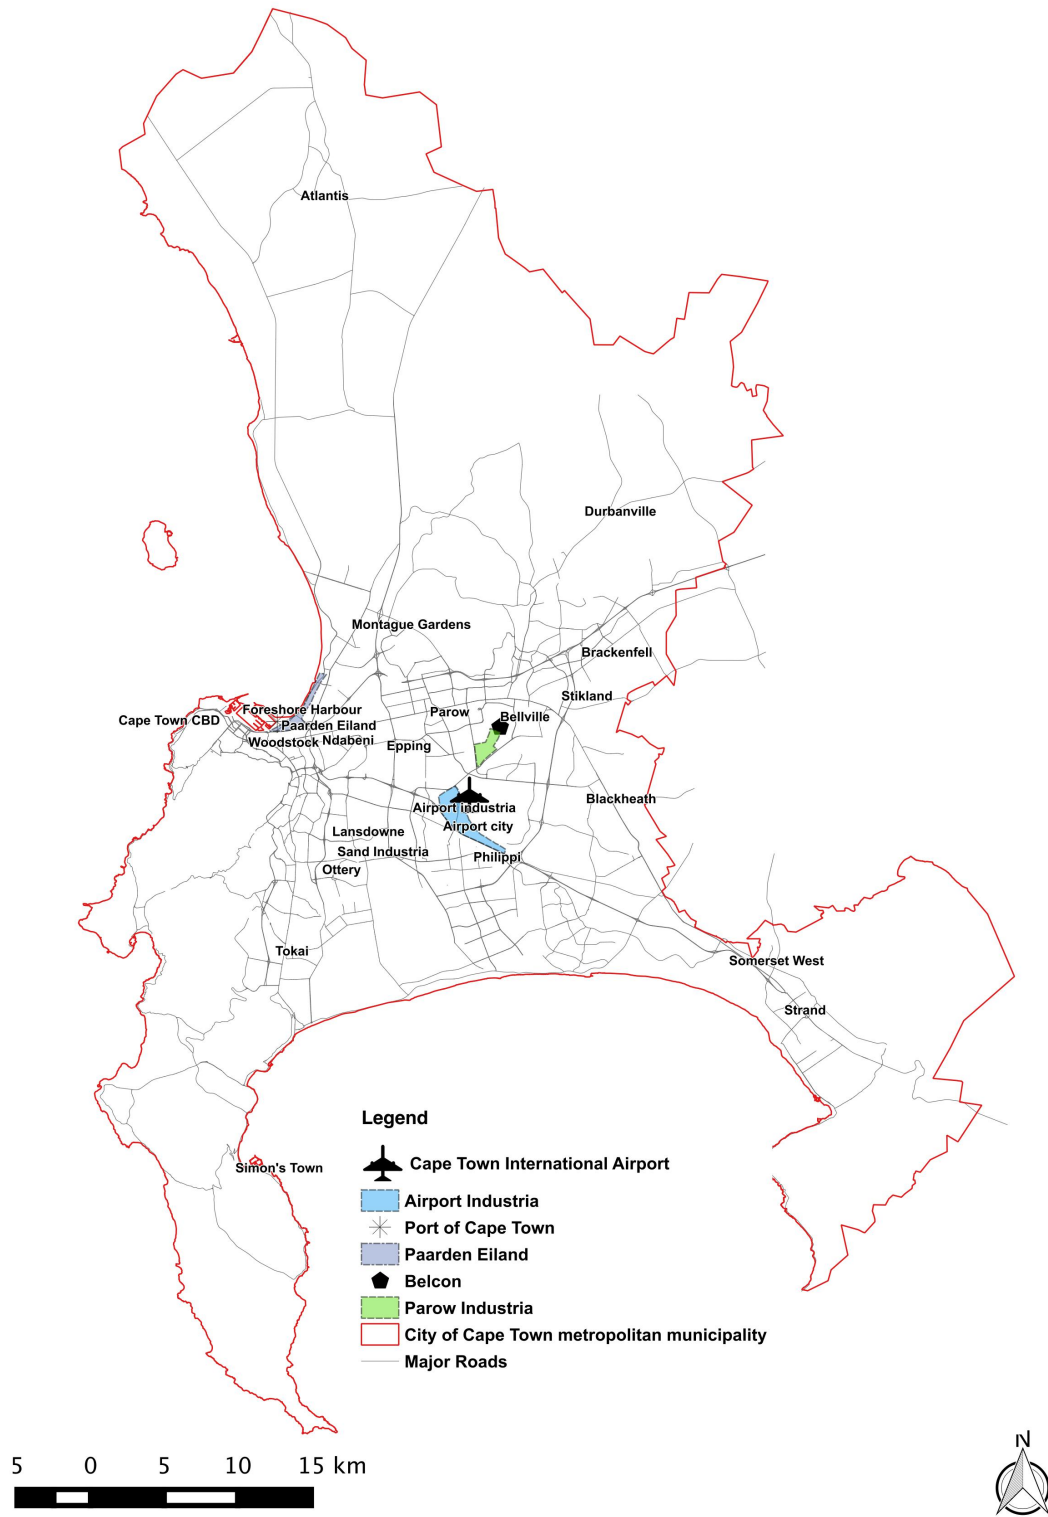 Atlantis
Durbanville
Montague Gardens
Brackenfell
Stikland
Foreshore Harbour
Parow
Bellville
Cape Town CBD
Paarden Eiland
Woodstock
Ndabeni
Epping
Blackheath
Airport industria
Airport city
Lansdowne
Sand Industria
Philippi
Ottery
Tokai
Somerset West
Strand
Simon's Town
Legend
Cape Town International Airport
Airport Industria
Port of Cape Town
Paarden Eiland
Belcon
Parow Industria
City of Cape Town metropolitan municipality
Major Roads
5 0 5 10 15 km
N